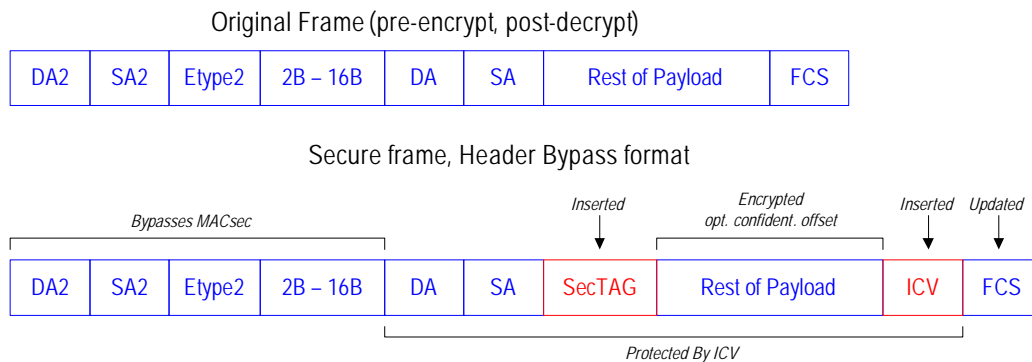 Original Frame (pre-encrypt, post-decrypt)
DA2 SA2 Etype2 2B – 16B DA SA Rest of Payload FCS
Secure frame, Header Bypass format
Bypasses MACsec Inserted Encrypted opt. confident. offset Inserted Updated
DA2 SA2 Etype2 2B – 16B DA SA SecTAG Rest of Payload ICV FCS
Protected By ICV